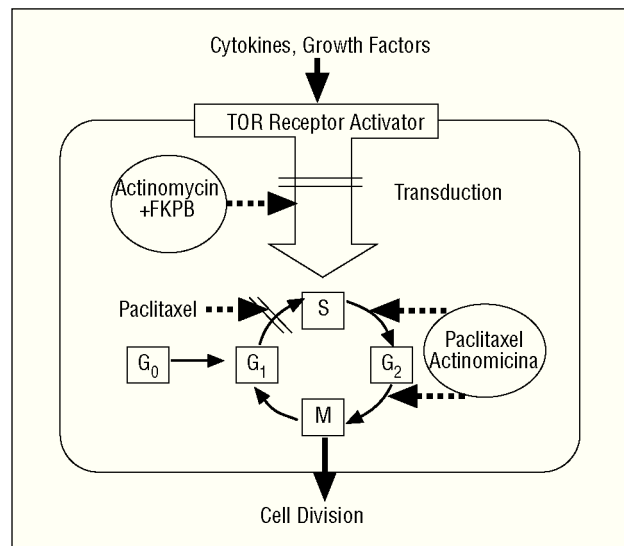 Cytokines, Growth Factors
TOR Receptor Activator
Actinomycin
+FKPB
Transduction
Paclitaxel
S
Paclitaxel
Actinomicina
G0
G1
G2
M
Cell Division